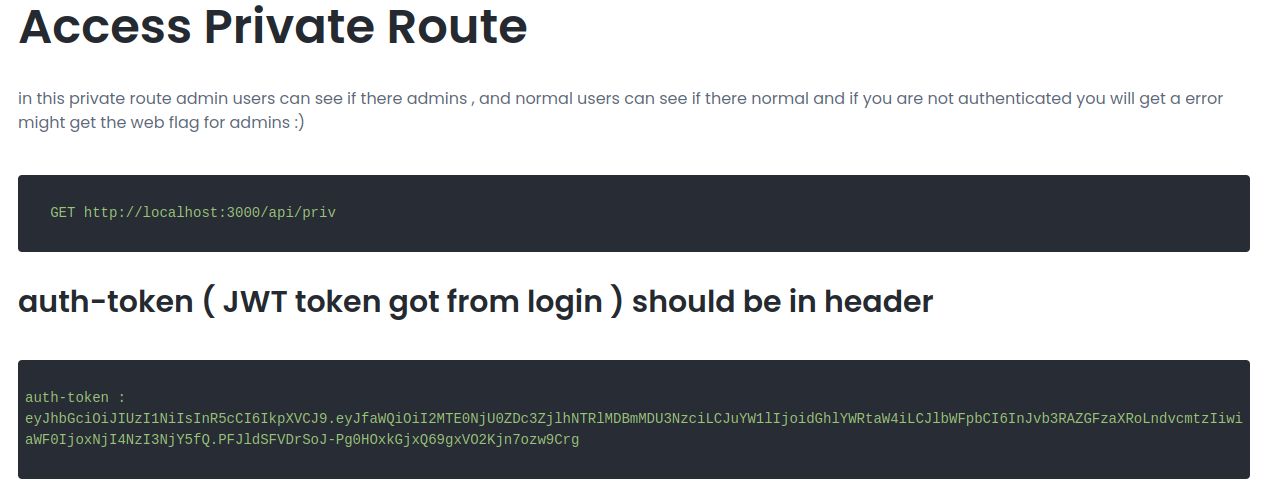 Access Private Route
in this private route admin users can see if there admins , and normal users can see if there normal and if you are not authenticated you will get a error
might get the web flag for admins :)
GET http://localhost:3000/api/priv
auth-token ( JWT token got from login ) should be in header
auth-token :
eyJhbGciOiJIUzI1NiIsInR5cCI6IkpXVCJ9.eyJfaWQiOiI2MTE0NjU0ZDc3ZjlhNTRlMDBmMDU3NzciLCJuYW1lIjoidGhlYWRtaW4iLCJlbWFpbCI6InJvb3RAZGFzaXRoLndvcmtzIiwi
aWF0IjoxNjI4NzI3NjY5fQ.PFJldSFVDrSoJ-Pg0HOxkGjxQ69gxVO2Kjn7ozw9Crg